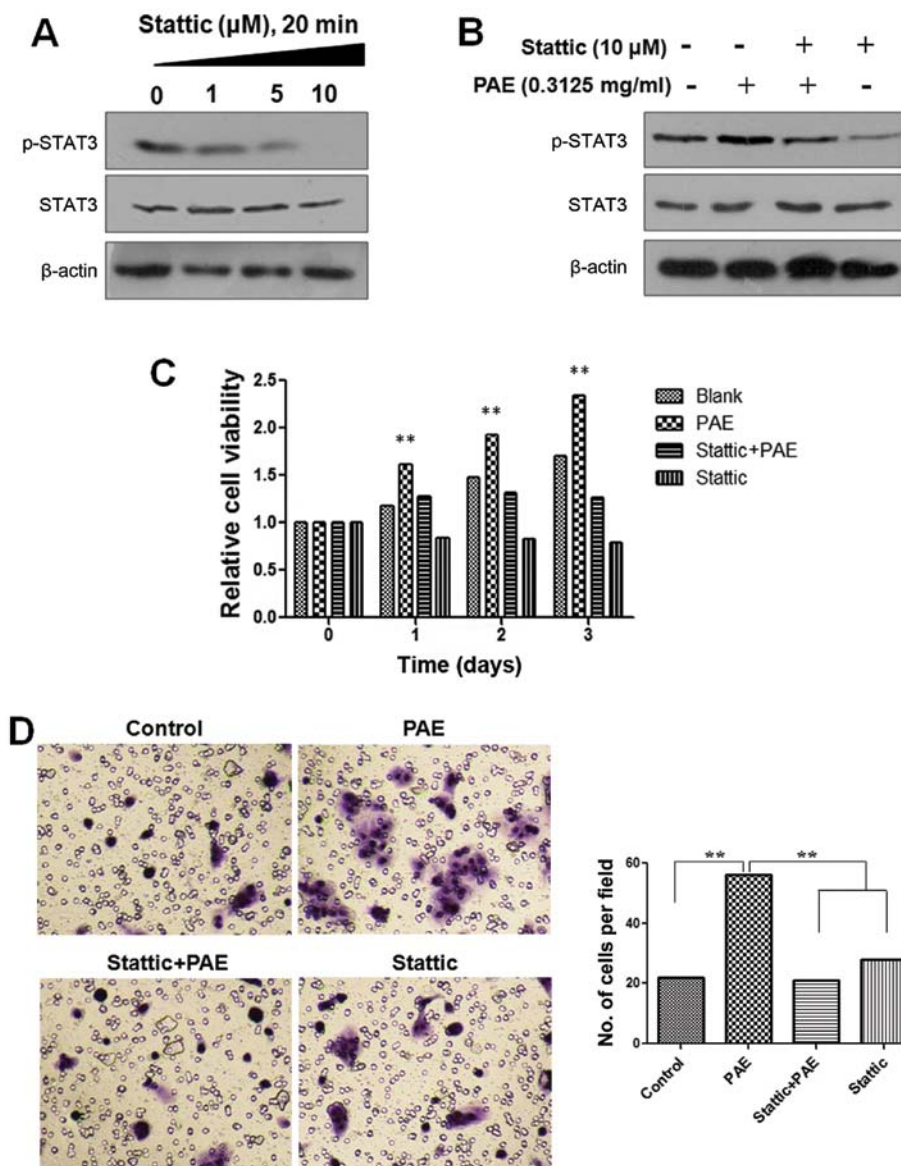 A
Stattic (μM), 20 min
0 1 5 10
p-STAT3
STAT3
β-actin
B
Stattic (10 μM) - - + +
PAE (0.3125 mg/ml) - + + -
p-STAT3
STAT3
β-actin
C
Relative cell viability
2.5
2.0
1.5
1.0
0.5
0.0
**
**
**
0 1 2 3
Time (days)
Blank
PAE
Stattic+PAE
Stattic
D
Control
PAE
Stattic+PAE
Stattic
No. of cells per field
60
40
20
0
** **
Control
PAE
Stattic+PAE
Stattic